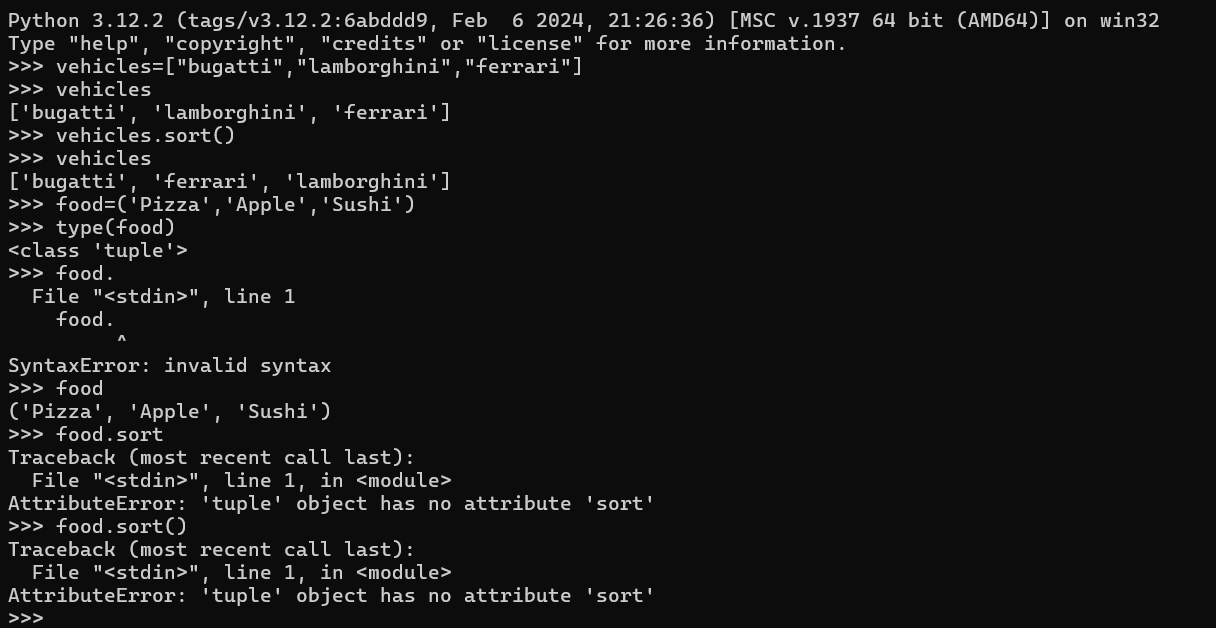 Python 3.12.2 (tags/v3.12.2:6abddd9, Feb  6 2024, 21:26:36) [MSC v.1937 64 bit (AMD64)] on win32
Type "help", "copyright", "credits" or "license" for more information.
>>> vehicles=["bugatti","lamborghini","ferrari"]
>>> vehicles
['bugatti', 'lamborghini', 'ferrari']
>>> vehicles.sort()
>>> vehicles
['bugatti', 'ferrari', 'lamborghini']
>>> food=('Pizza','Apple','Sushi')
>>> type(food)
<class 'tuple'>
>>> food.
  File "<stdin>", line 1
    food.
         ^
SyntaxError: invalid syntax
>>> food
('Pizza', 'Apple', 'Sushi')
>>> food.sort
Traceback (most recent call last):
  File "<stdin>", line 1, in <module>
AttributeError: 'tuple' object has no attribute 'sort'
>>> food.sort()
Traceback (most recent call last):
  File "<stdin>", line 1, in <module>
AttributeError: 'tuple' object has no attribute 'sort'
>>>